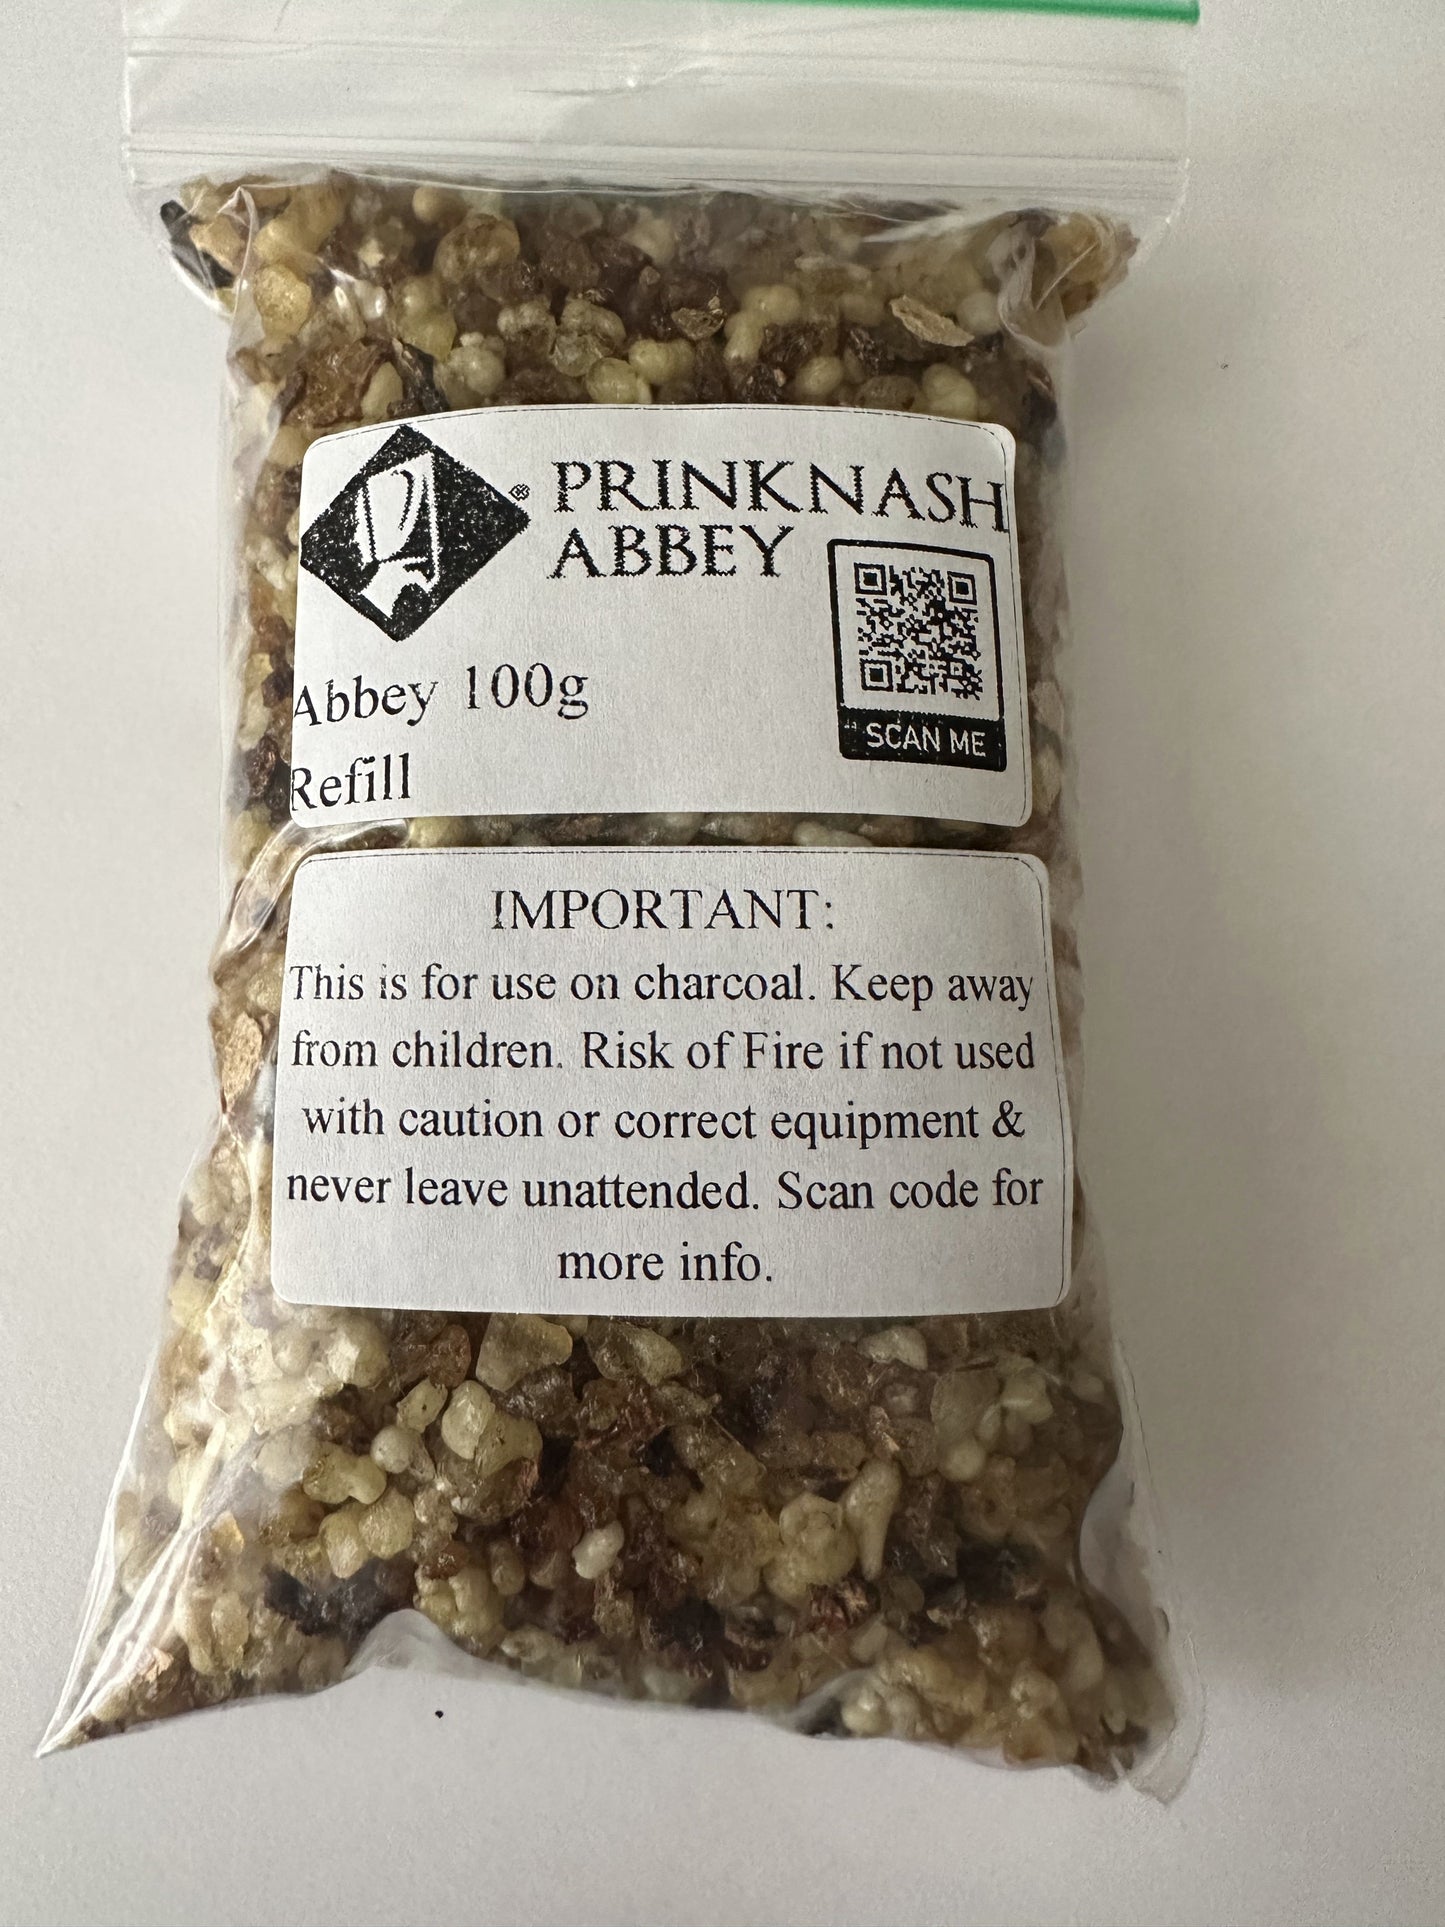 PRINKNASH
ABBEY
Abbey 100g
Refill
SCAN ME
IMPORTANT:
This is for use on charcoal. Keep away
from children. Risk of Fire if not used
with caution or correct equipment &
never leave unattended. Scan code for
more info.